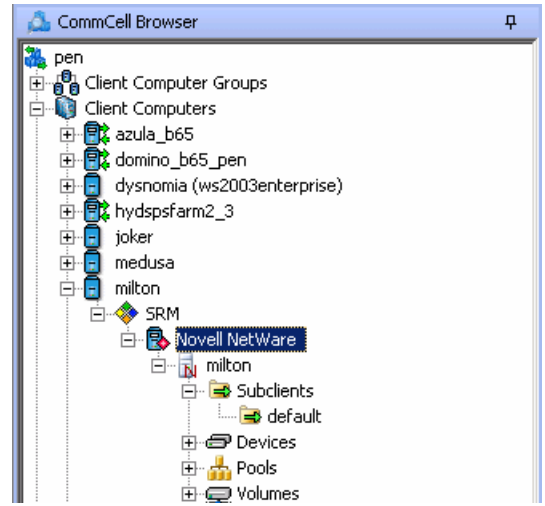 CommCell Browser
pen
Client Computer Groups
Client Computers
azula_b65
domino_b65_pen
dysnomia (ws2003enterprise)
hydspsfarm2_3
joker
medusa
milton
SRM
Novell NetWare
milton
Subclients
default
Devices
Pools
Volumes